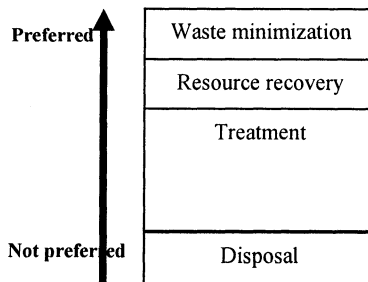 Preferred
Waste minimization
Resource recovery
Treatment
Not preferred
Disposal